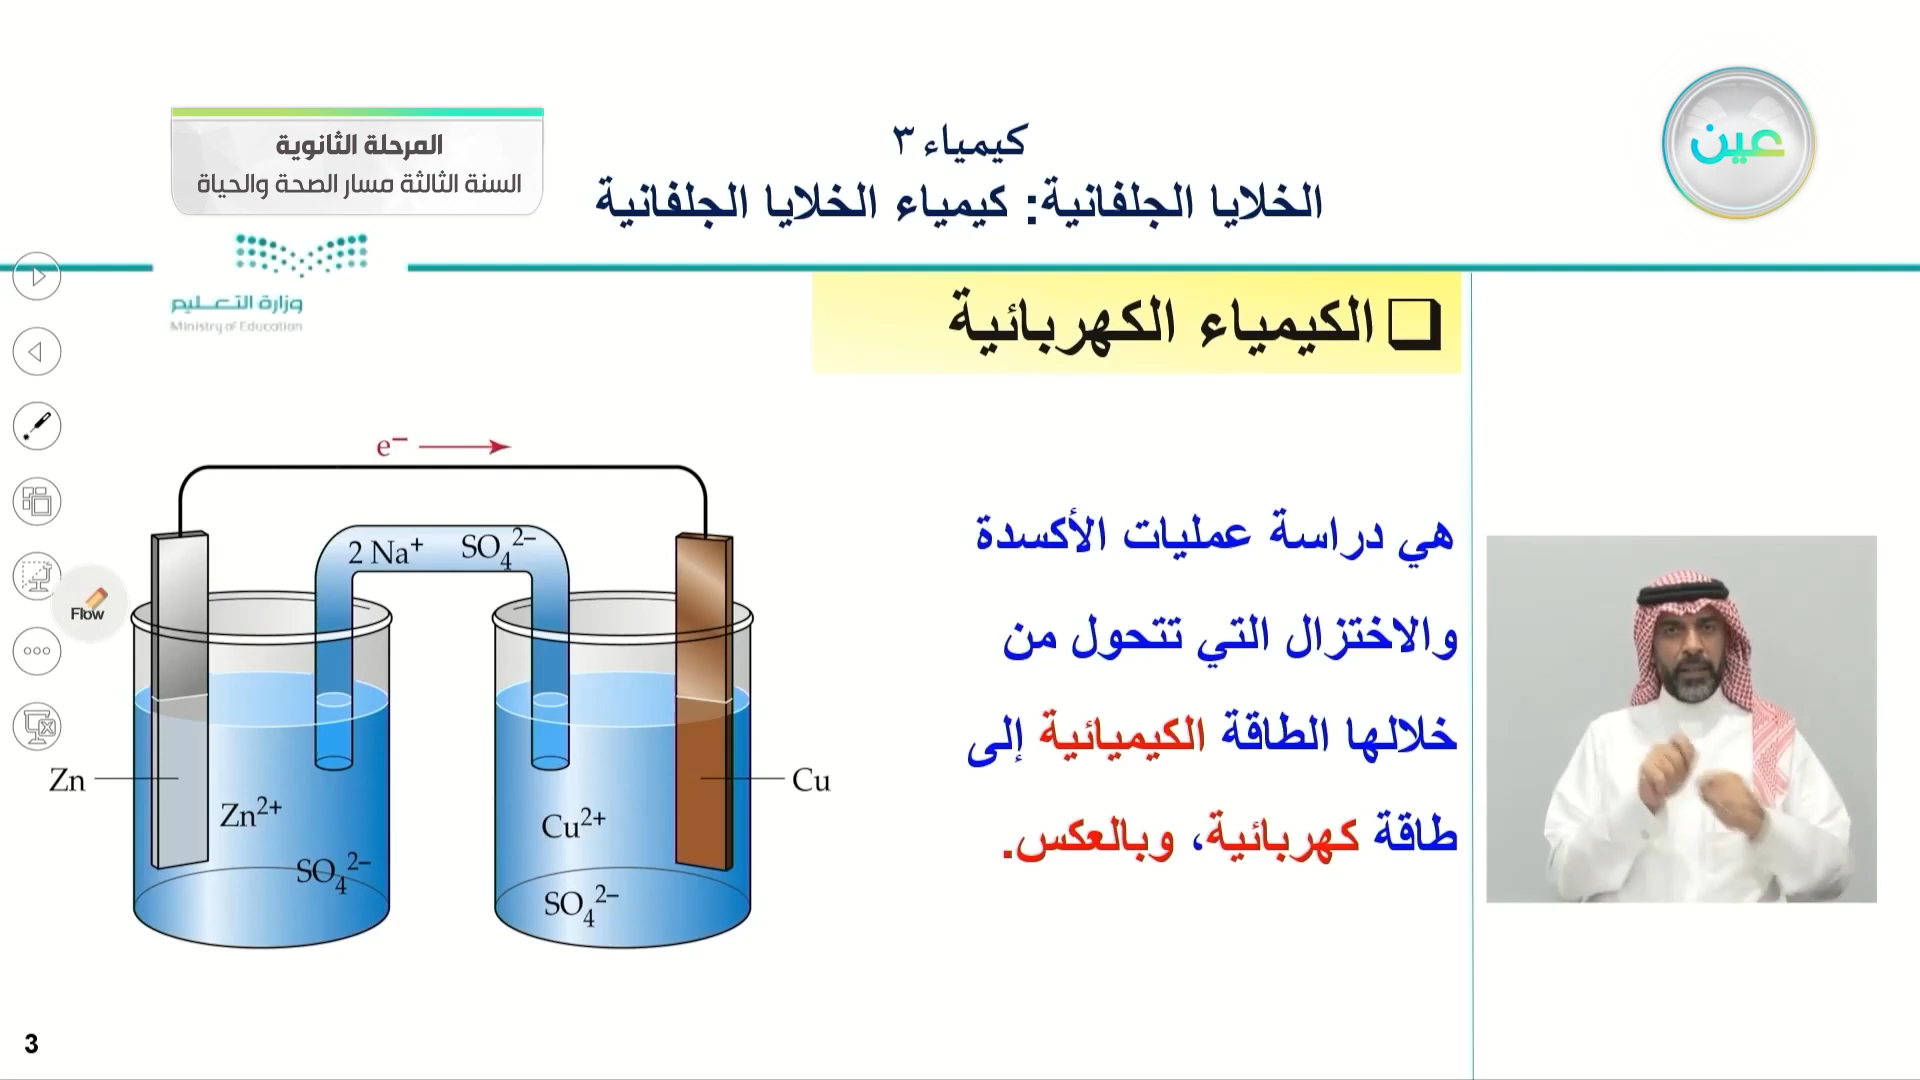 عين
كيمياء ٣
الخلايا الجلفانية: كيمياء الخلايا الجلفانية
المرحلة الثانوية
السنة الثالثة مسار الصحة والحياة
وزارة التعليم
Ministry of Education
الكيمياء الكهربائية
هي دراسة عمليات الأكسدة
والاختزال التي تتحول من
خلالها الطاقة الكيميائية إلى
طاقة كهربائية، وبالعكس.
e⁻
2 Na⁺ SO₄²⁻
Flow
Zn
Zn²⁺
SO₄²⁻
Cu
Cu²⁺
SO₄²⁻
3